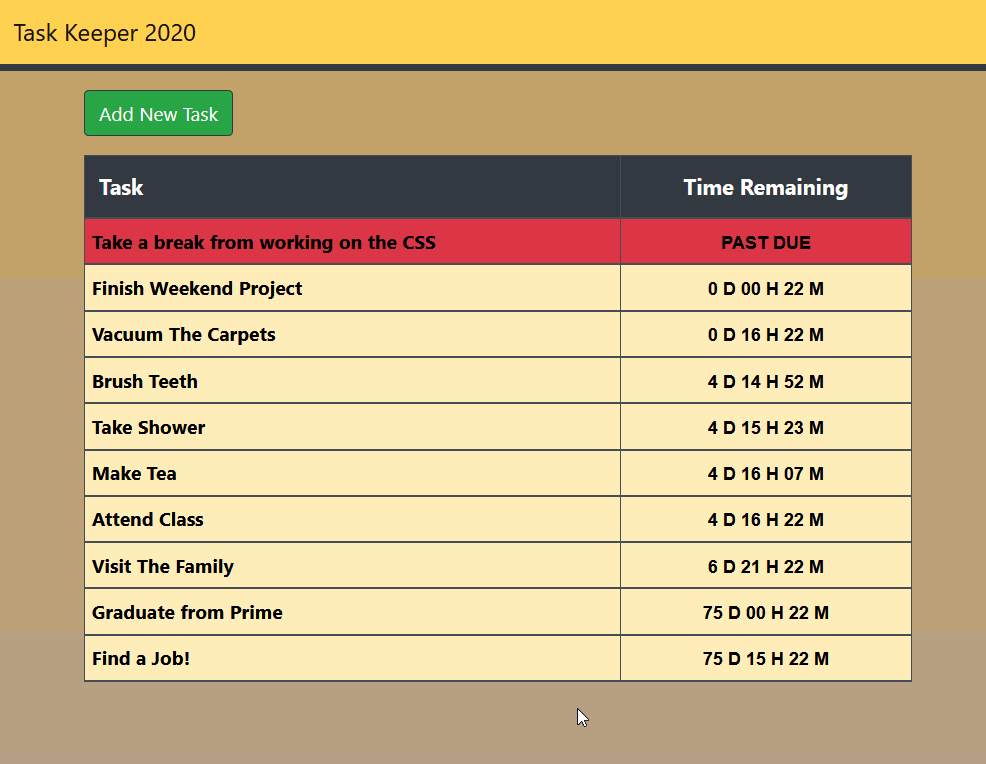 Task Keeper 2020
Add New Task
Task Time Remaining
Take a break from working on the CSS PAST DUE
Finish Weekend Project 0 D 00 H 22 M
Vacuum The Carpets 0 D 16 H 22 M
Brush Teeth 4 D 14 H 52 M
Take Shower 4 D 15 H 23 M
Make Tea 4 D 16 H 07 M
Attend Class 4 D 16 H 22 M
Visit The Family 6 D 21 H 22 M
Graduate from Prime 75 D 00 H 22 M
Find a Job! 75 D 15 H 22 M